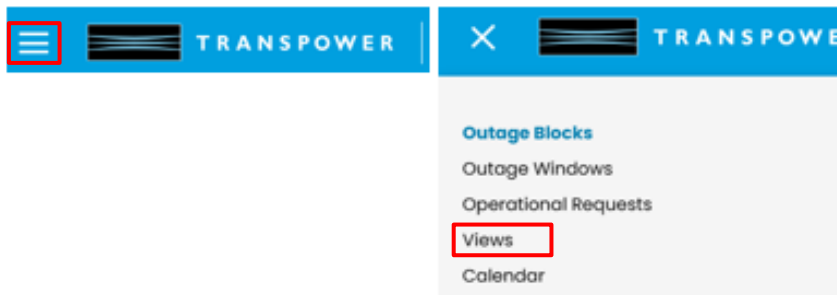 TRANSPOWER
TRANSPOWE
Outage Blocks
Outage Windows
Operational Requests
Views
Calendar